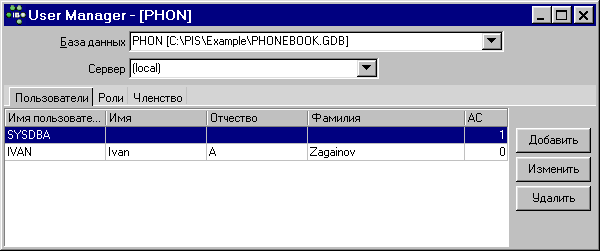 User Manager - [PHON]
База данных PHON [C:\PIS\Example\PHONEBOOK.GDB]
Сервер (local)
Пользователи Роли Членство
Имя пользовате... Имя Отчество Фамилия АС
SYSDBA 1
IVAN Ivan A Zagainov 0
Добавить
Изменить
Удалить